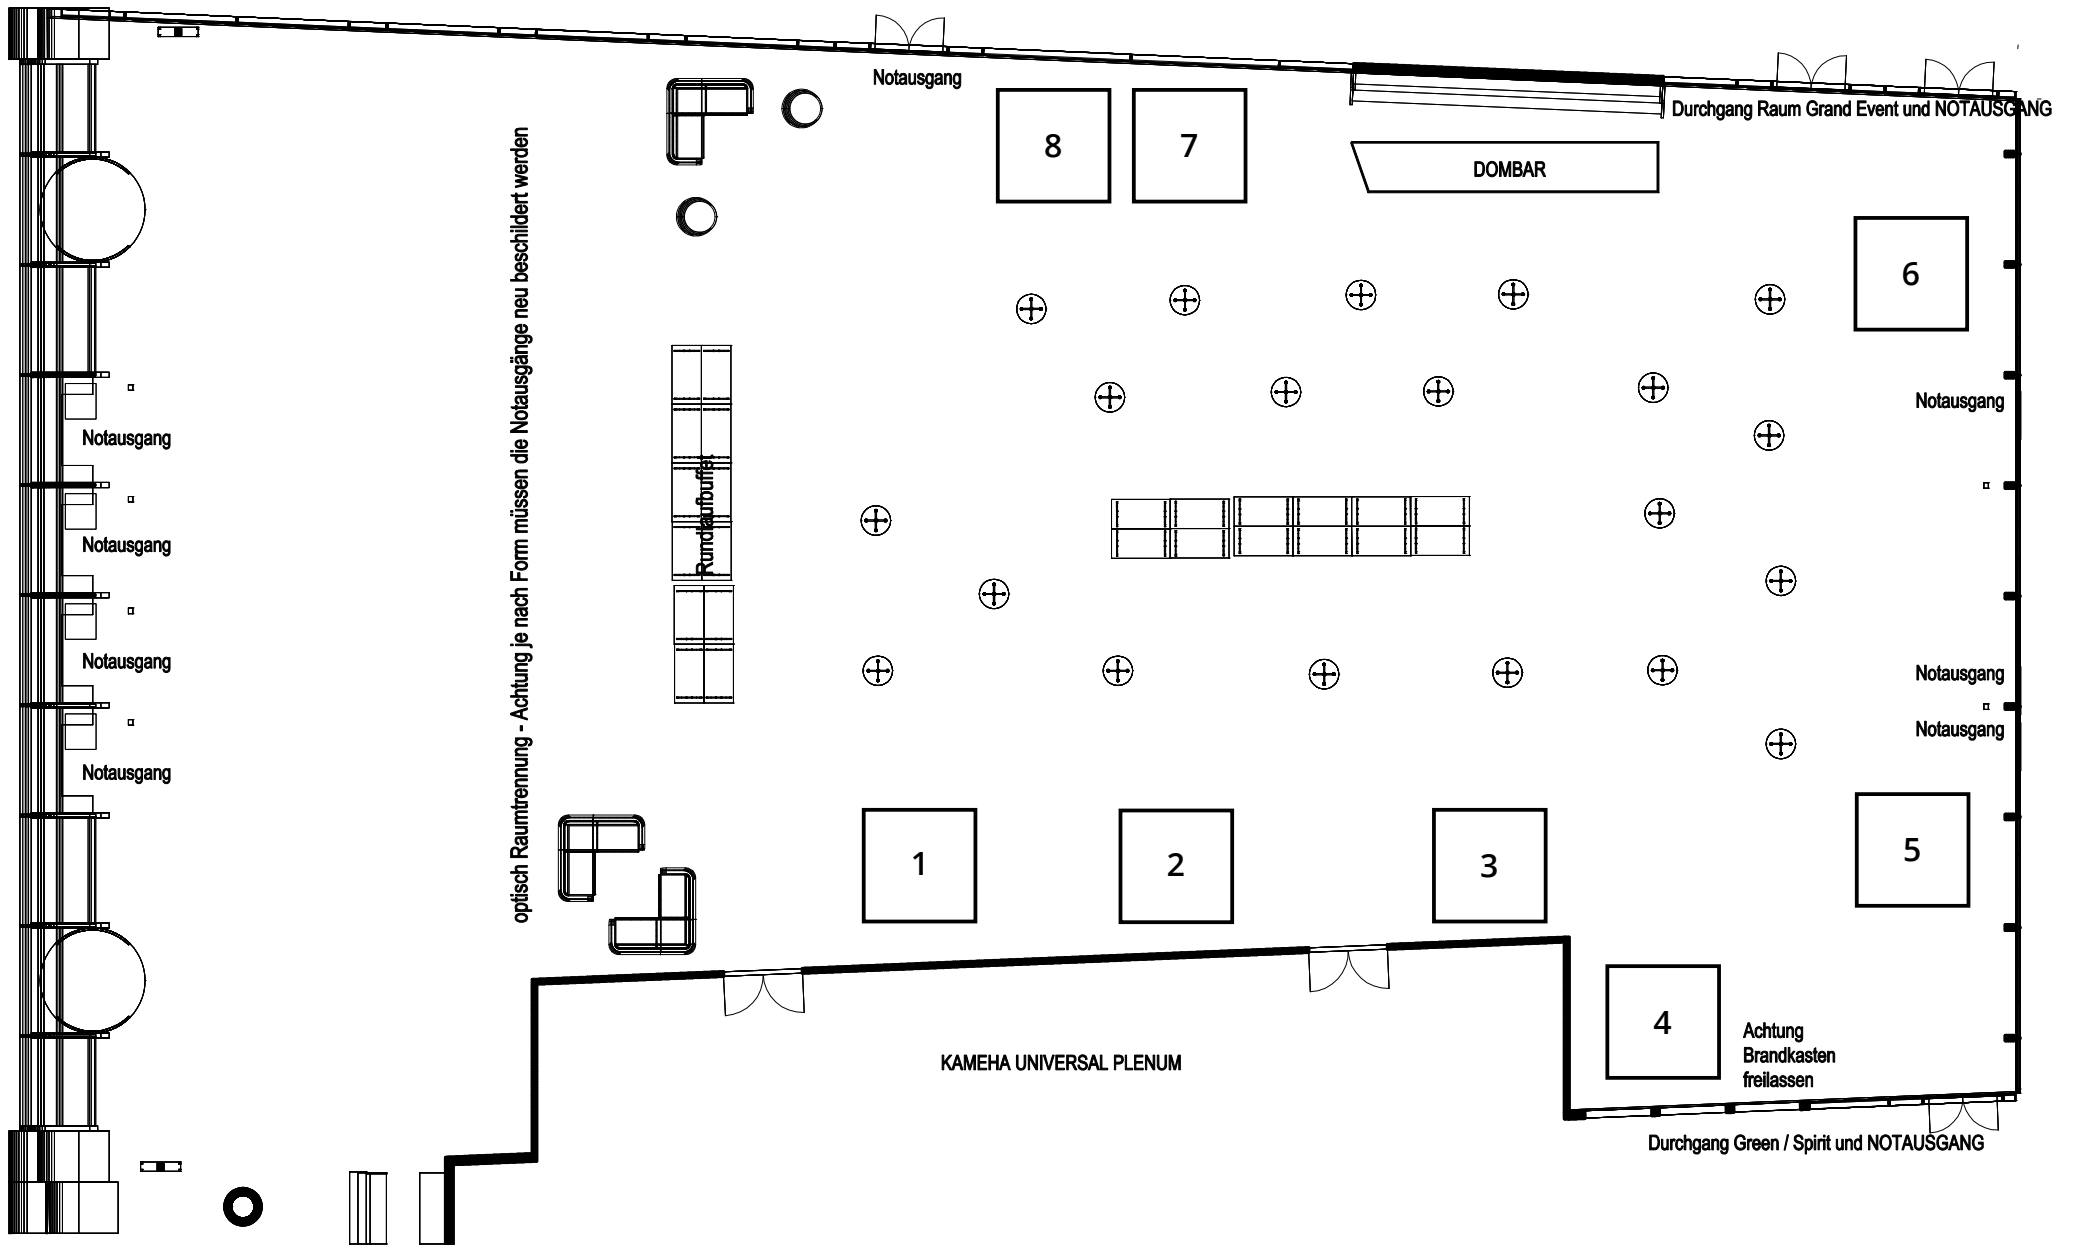 Notausgang
Durchgang Raum Grand Event und NOTAUSGANG
8
7
DOMBAR
optisch Raumtrennung - Achtung je nach Form müssen die Notausgänge neu beschildert werden
6
Notausgang
Notausgang
Rundlaufbuffet
Notausgang
Notausgang
Notausgang
Notausgang
Notausgang
1
2
3
5
4
Achtung
Brandkasten
freilassen
KAMEHA UNIVERSAL PLENUM
Durchgang Green / Spirit und NOTAUSGANG